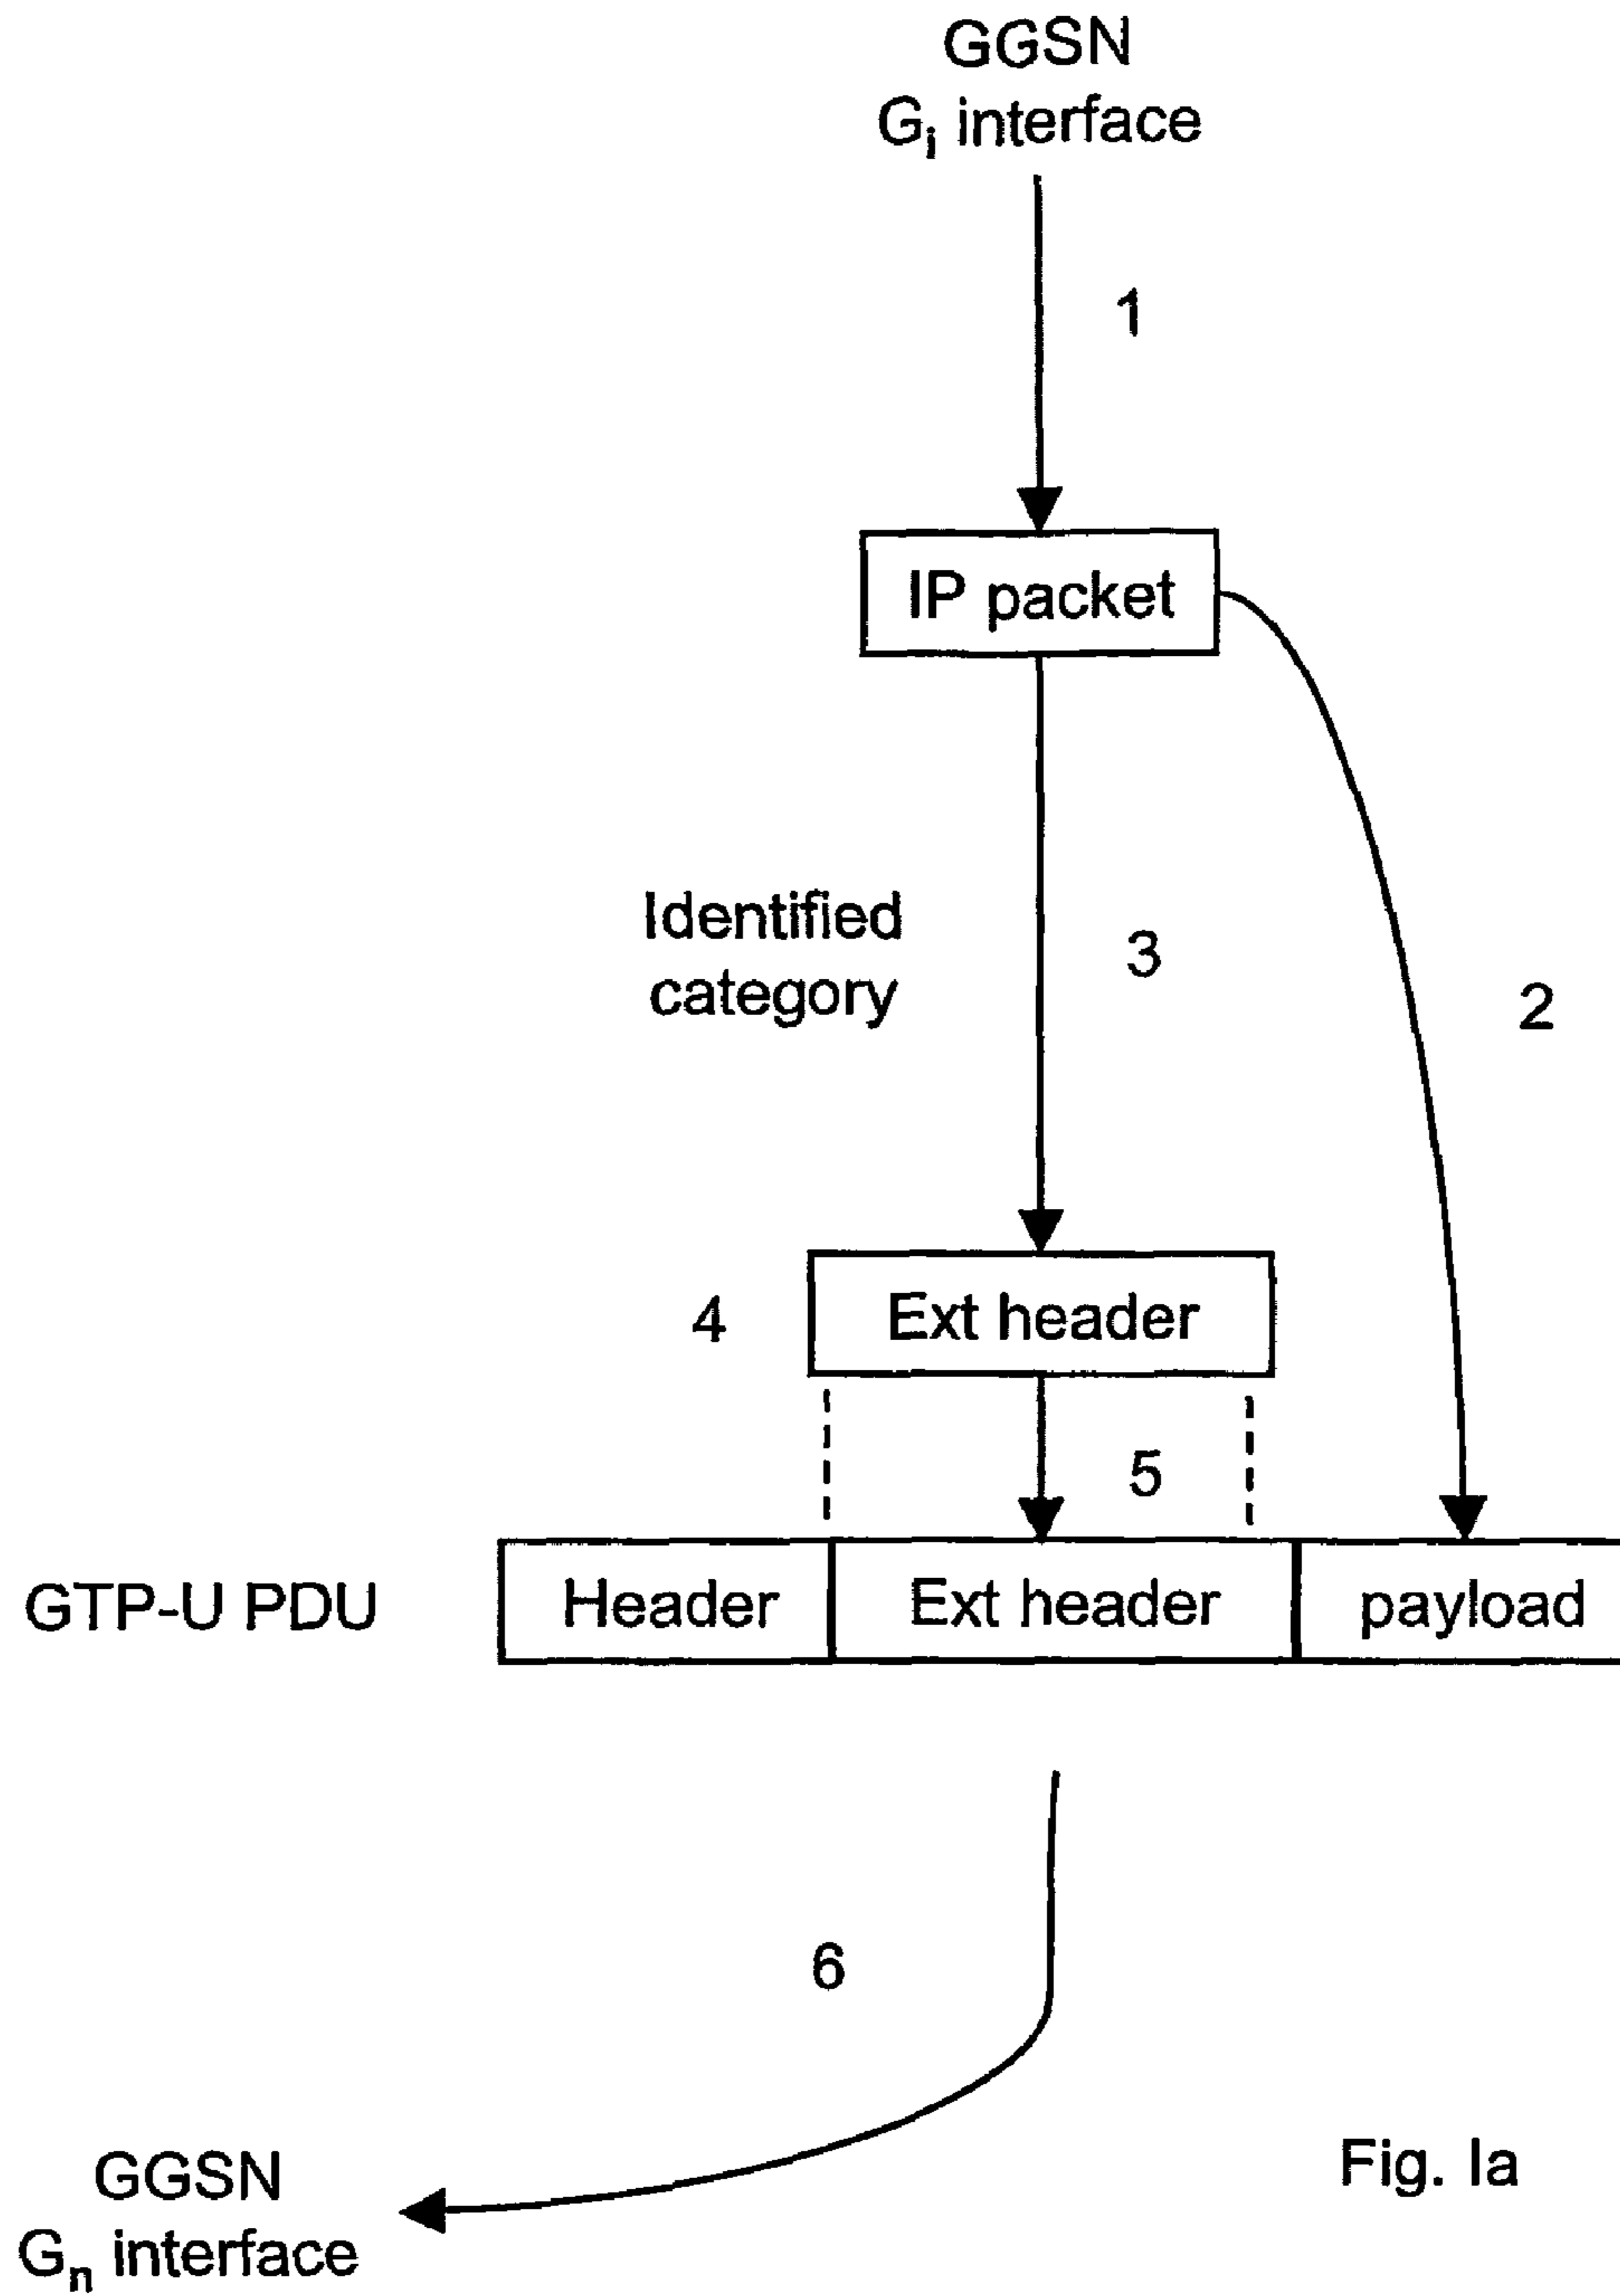 GGSN
Gi interface
1
IP packet
Identified
category
3
2
4
Ext header
5
GTP-U PDU
Header
Ext header
payload
6
GGSN
Gn interface
Fig. Ia